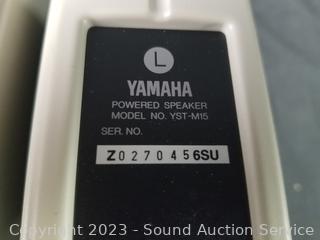 L
YAMAHA
POWERED SPEAKER
MODEL NO. YST-M15
SER. NO.
Z0270456SU
Copyright 2023 - Sound Auction Service